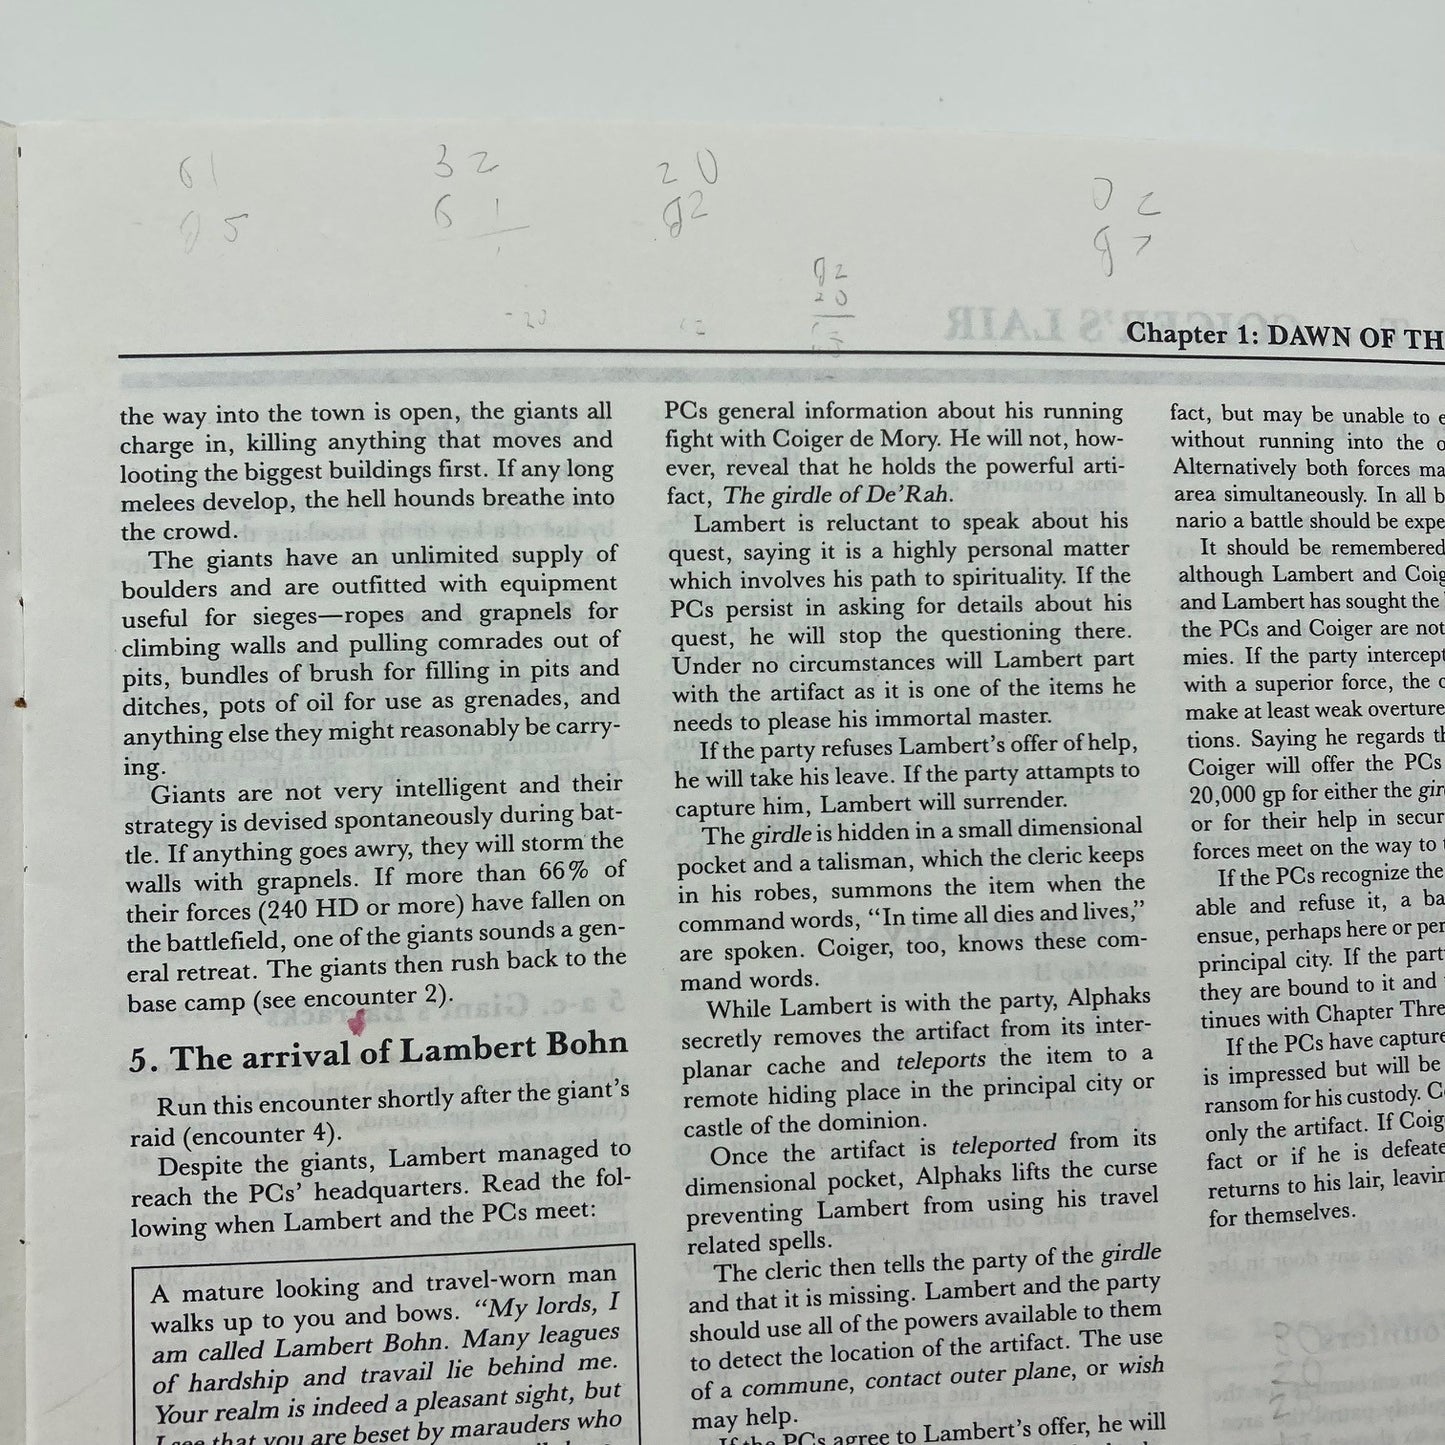 61
32
20
5
6 1
92
02
97
92
20
-20
Chapter 1: DAWN OF TH
the way into the town is open, the giants all
charge in, killing anything that moves and
looting the biggest buildings first. If any long
melees develop, the hell hounds breathe into
the crowd.
The giants have an unlimited supply of
boulders and are outfitted with equipment
useful for sieges—ropes and grapnels for
climbing walls and pulling comrades out of
pits, bundles of brush for filling in pits and
ditches, pots of oil for use as grenades, and
anything else they might reasonably be carry-
ing.
Giants are not very intelligent and their
strategy is devised spontaneously during bat-
tle. If anything goes awry, they will storm the
walls with grapnels. If more than 66% of
their forces (240 HD or more) have fallen on
the battlefield, one of the giants sounds a gen-
eral retreat. The giants then rush back to the
base camp (see encounter 2).
5. The arrival of Lambert Bohn
Run this encounter shortly after the giant's
raid (encounter 4).
Despite the giants, Lambert managed to
reach the PCs' headquarters. Read the fol-
lowing when Lambert and the PCs meet:
A mature looking and travel-worn man
walks up to you and bows. "My lords, I
am called Lambert Bohn. Many leagues
of hardship and travail lie behind me.
Your realm is indeed a pleasant sight, but
I see that you are beset by marauders who
PCs general information about his running
fight with Coiger de Mory. He will not, how-
ever, reveal that he holds the powerful arti-
fact, The girdle of De'Rah.
Lambert is reluctant to speak about his
quest, saying it is a highly personal matter
which involves his path to spirituality. If the
PCs persist in asking for details about his
quest, he will stop the questioning there.
Under no circumstances will Lambert part
with the artifact as it is one of the items he
needs to please his immortal master.
If the party refuses Lambert's offer of help,
he will take his leave. If the party attampts to
capture him, Lambert will surrender.
The girdle is hidden in a small dimensional
pocket and a talisman, which the cleric keeps
in his robes, summons the item when the
command words, "In time all dies and lives,"
are spoken. Coiger, too, knows these com-
mand words.
While Lambert is with the party, Alphaks
secretly removes the artifact from its inter-
planar cache and teleports the item to a
remote hiding place in the principal city or
castle of the dominion.
Once the artifact is teleported from its
dimensional pocket, Alphaks lifts the curse
preventing Lambert from using his travel
related spells.
The cleric then tells the party of the girdle
and that it is missing. Lambert and the party
should use all of the powers available to them
to detect the location of the artifact. The use
of a commune, contact outer plane, or wish
may help.
If the PCs agree to Lambert's offer, he will
fact, but may be unable to e
without running into the o
Alternatively both forces ma
area simultaneously. In all b
nario a battle should be expe
It should be remembered
although Lambert and Coig
and Lambert has sought the
the PCs and Coiger are not
mies. If the party intercept
with a superior force, the c
make at least weak overture
tions. Saying he regards th
Coiger will offer the PCs
20,000 gp for either the gir
or for their help in secur
forces meet on the way to t
If the PCs recognize the
able and refuse it, a ba
ensue, perhaps here or per
principal city. If the part
they are bound to it and
tinues with Chapter Thre
If the PCs have capture
is impressed but will be
ransom for his custody. C
only the artifact. If Coig
fact or if he is defeate
returns to his lair, leavin
for themselves.